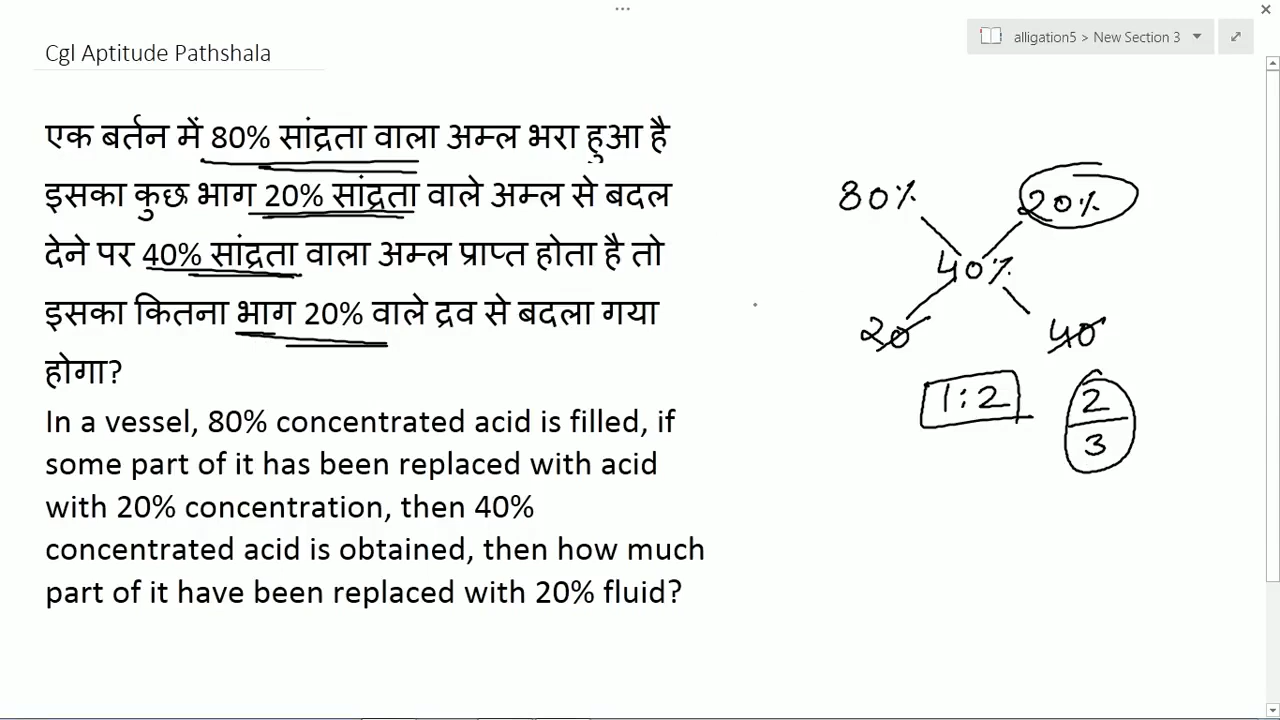 ...
Cgl Aptitude Pathshala
alligation5 > New Section 3
एक बर्तन में 80% सांद्रता वाला अम्ल भरा हुआ है
इसका कुछ भाग 20% सांद्रता वाले अम्ल से बदल
देने पर 40% सांद्रता वाला अम्ल प्राप्त होता है तो
इसका कितना भाग 20% वाले द्रव से बदला गया
होगा?
In a vessel, 80% concentrated acid is filled, if
some part of it has been replaced with acid
with 20% concentration, then 40%
concentrated acid is obtained, then how much
part of it have been replaced with 20% fluid?
80% 20%
40%
20 40
1:2
2
3